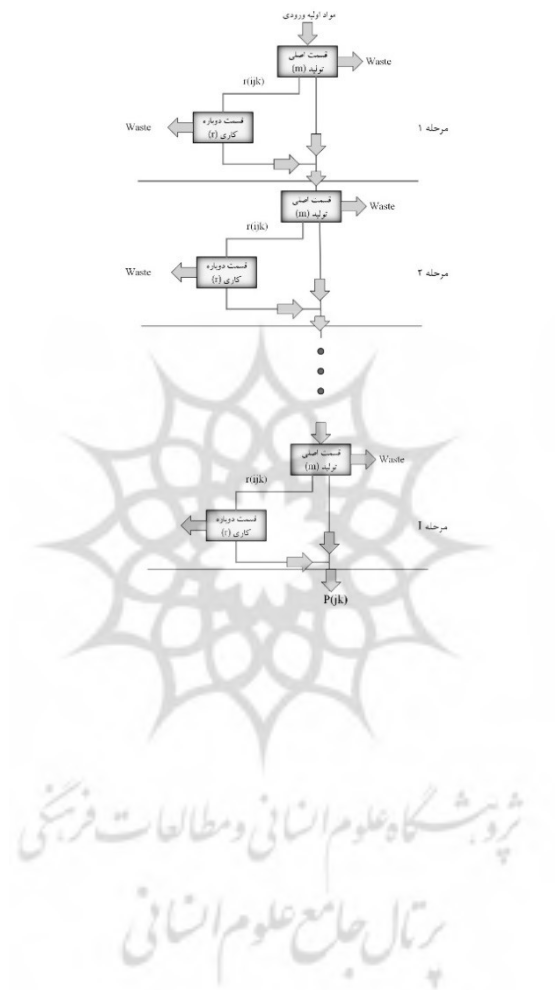 مواد اولیه ورودی
قسمت اصلی
تولید (m)
Waste
r(ijk)
Waste
قسمت دوباره
کاری (r)
مرحله ۱
قسمت اصلی
تولید (m)
Waste
r(ijk)
Waste
قسمت دوباره
کاری (r)
مرحله ۲
قسمت اصلی
تولید (m)
Waste
r(ijk)
قسمت دوباره
کاری (r)
مرحله I
P(jk)
پژوهشگاه علوم انسانی و مطالعات فرهنگی
پرتال جامع علوم انسانی